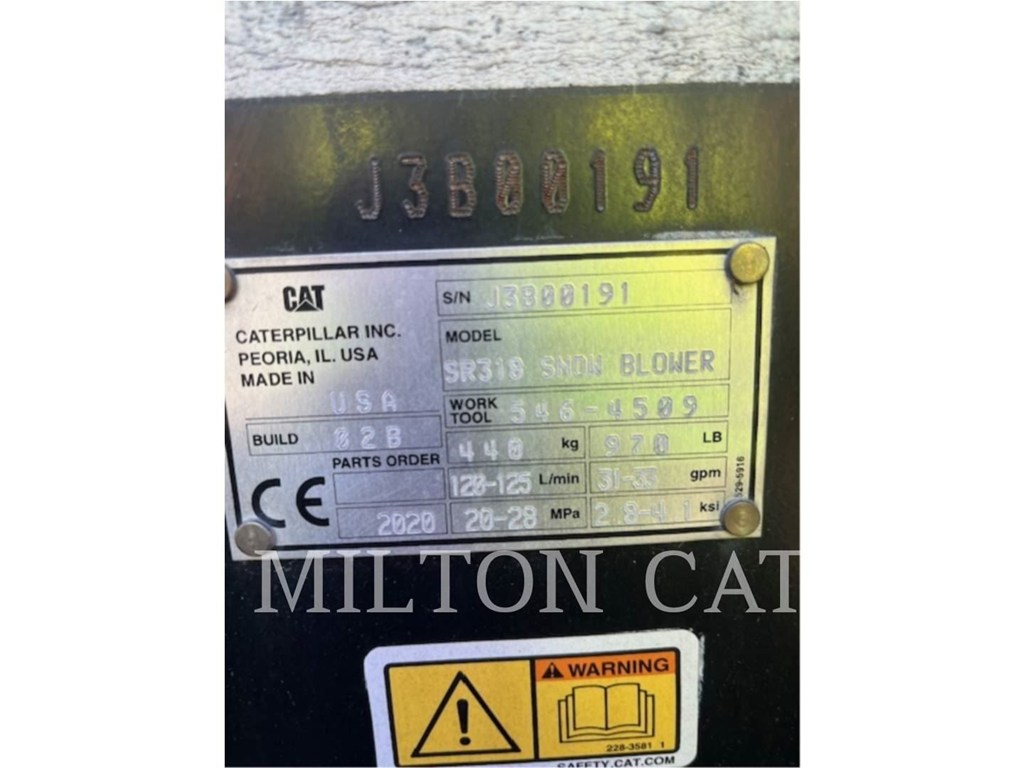 J3B00191
CAT
CATERPILLAR INC.
PEORIA, IL. USA
MADE IN
USA
BUILD 02B
PARTS ORDER
2020
CE
S/N J3B00191
MODEL
SR318 SNOW BLOWER
WORK TOOL 546-4509
440 kg 970 LB
120-125 L/min 31-33 gpm
20-28 MPa 2.8-4.1 ksi
529-5916
MILTON CAT
WARNING
228-3581 1
SAFETY.CAT.COM